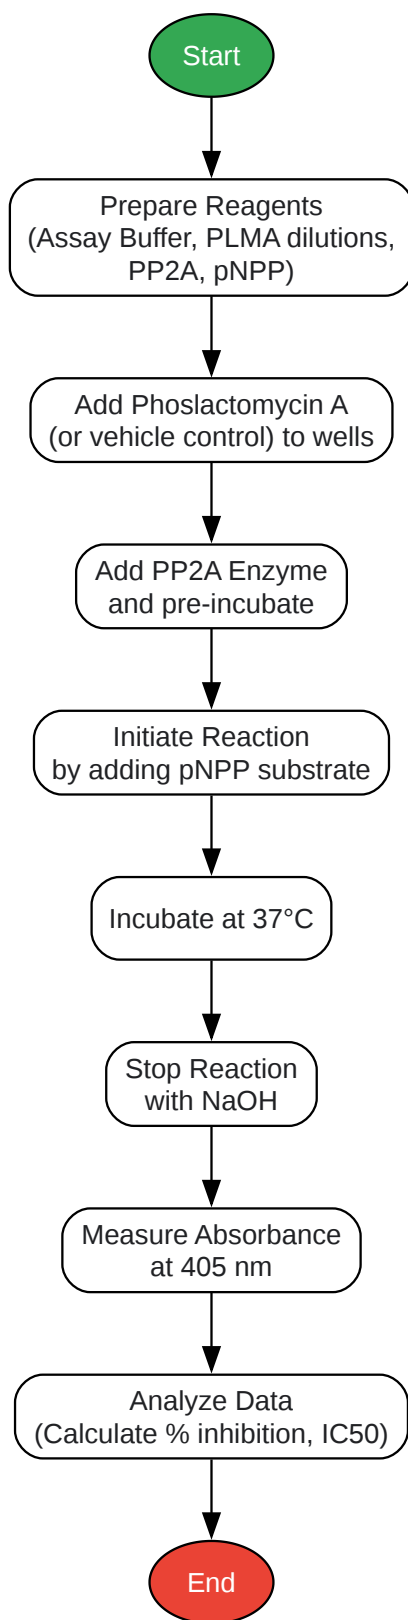 Start
Prepare Reagents
(Assay Buffer, PLMA dilutions,
PP2A, pNPP)
Add Phoslactomycin A
(or vehicle control) to wells
Add PP2A Enzyme
and pre-incubate
Initiate Reaction
by adding pNPP substrate
Incubate at 37°C
Stop Reaction
with NaOH
Measure Absorbance
at 405 nm
Analyze Data
(Calculate % inhibition, IC50)
End